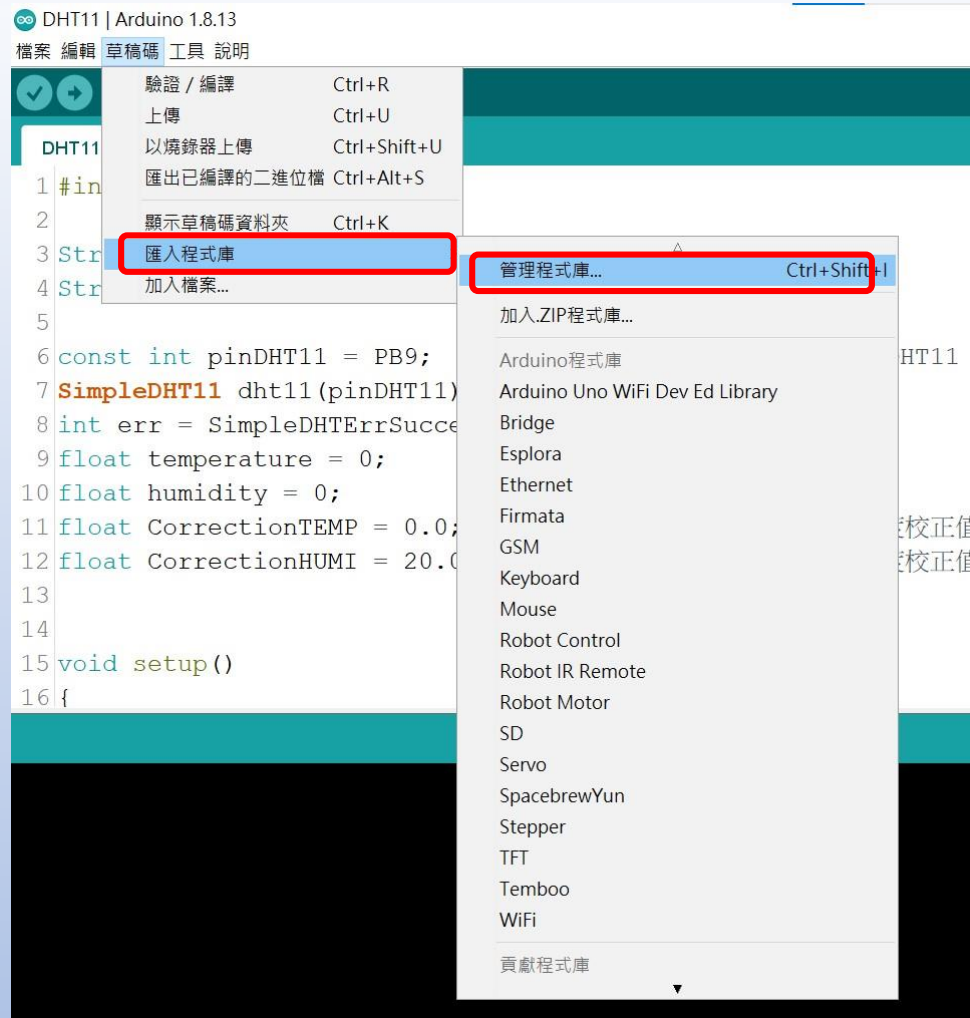 DHT11 | Arduino 1.8.13
檔案 編輯 草稿碼 工具 說明
驗證 / 編譯 Ctrl+R
上傳 Ctrl+U
以燒錄器上傳 Ctrl+Shift+U
匯出已編譯的二進位檔 Ctrl+Alt+S
顯示草稿碼資料夾 Ctrl+K
匯入程式庫
加入檔案...
管理程式庫... Ctrl+Shift+I
加入.ZIP程式庫...
Arduino程式庫
Arduino Uno WiFi Dev Ed Library
Bridge
Esplora
Ethernet
Firmata
GSM
Keyboard
Mouse
Robot Control
Robot IR Remote
Robot Motor
SD
Servo
SpacebrewYun
Stepper
TFT
Temboo
WiFi
貢獻程式庫
DHT11
1 #in
2
3 Str
4 Str
5
6 const int pinDHT11 = PB9; HT11
7 SimpleDHT11 dht11(pinDHT11)
8 int err = SimpleDHTErrSucce
9 float temperature = 0;
10 float humidity = 0;
11 float CorrectionTEMP = 0.0; 校正值
12 float CorrectionHUMI = 20.0 校正值
13
14
15 void setup()
16 {